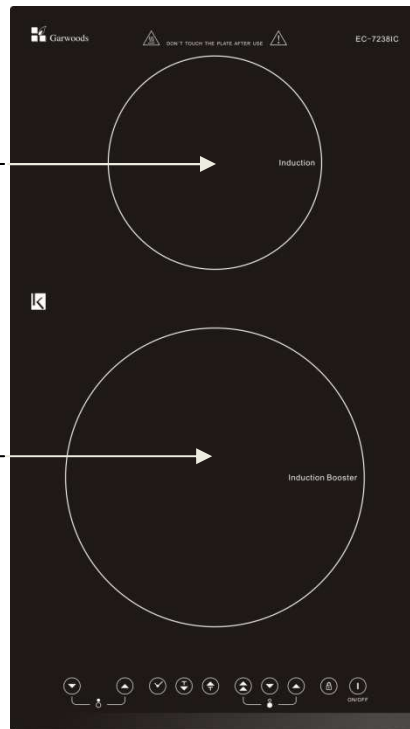 Garwoods
DON'T TOUCH THE PLATE AFTER USE
EC-7238IC
Induction
K
Induction Booster
ON/OFF